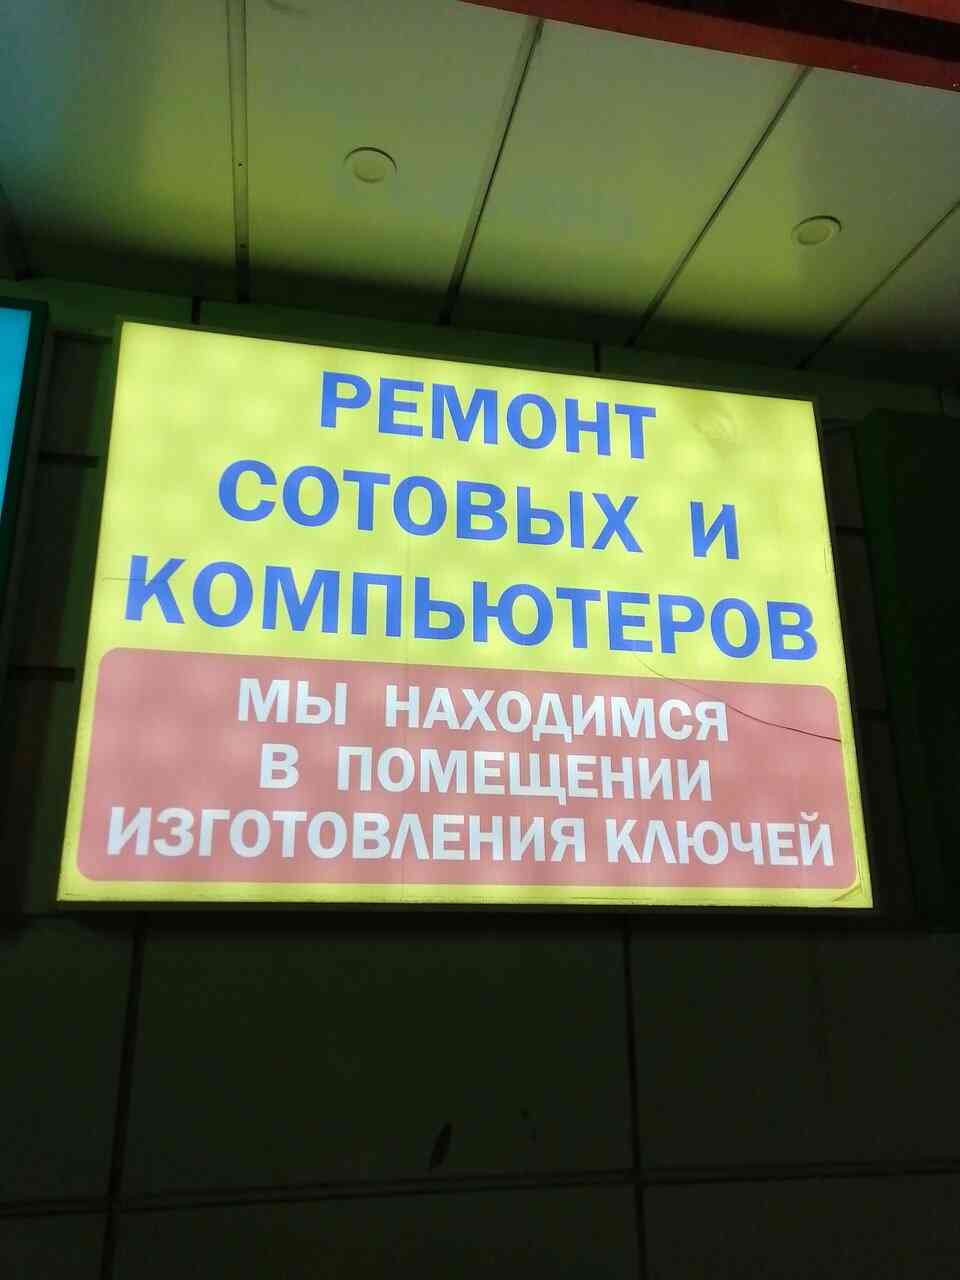 РЕМОНТ
СОТОВЫХ И
КОМПЬЮТЕРОВ
МЫ НАХОДИМСЯ
В ПОМЕЩЕНИИ
ИЗГОТОВЛЕНИЯ КЛЮЧЕЙ